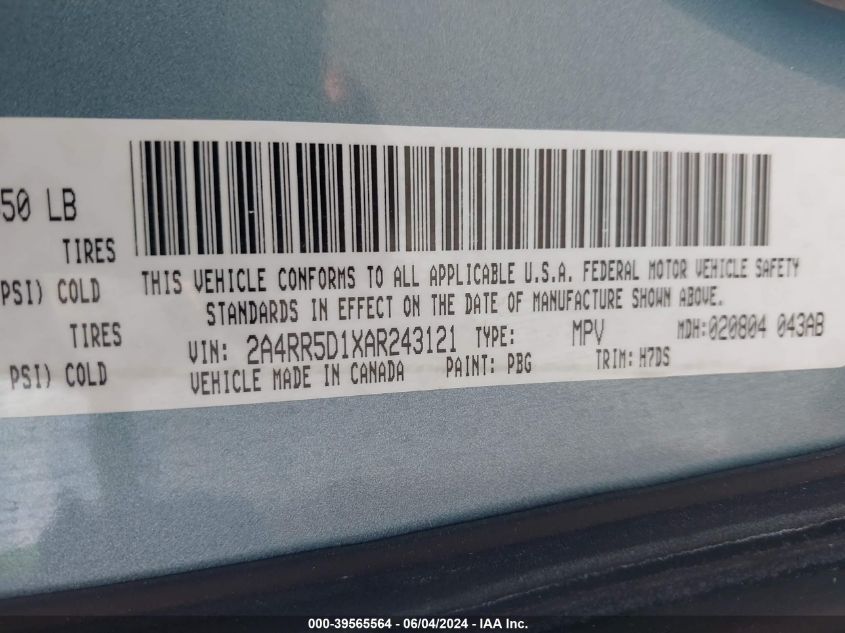 50 LB
TIRES
PSI) COLD
TIRES
PSI) COLD
THIS VEHICLE CONFORMS TO ALL APPLICABLE U.S.A. FEDERAL MOTOR VEHICLE SAFETY
STANDARDS IN EFFECT ON THE DATE OF MANUFACTURE SHOWN ABOVE.
VIN: 2A4RR5D1XAR243121 TYPE: MPV MDH:020804 043AB
VEHICLE MADE IN CANADA PAINT: PBG TRIM: H7DS
000-39565564 - 06/04/2024 - IAA Inc.